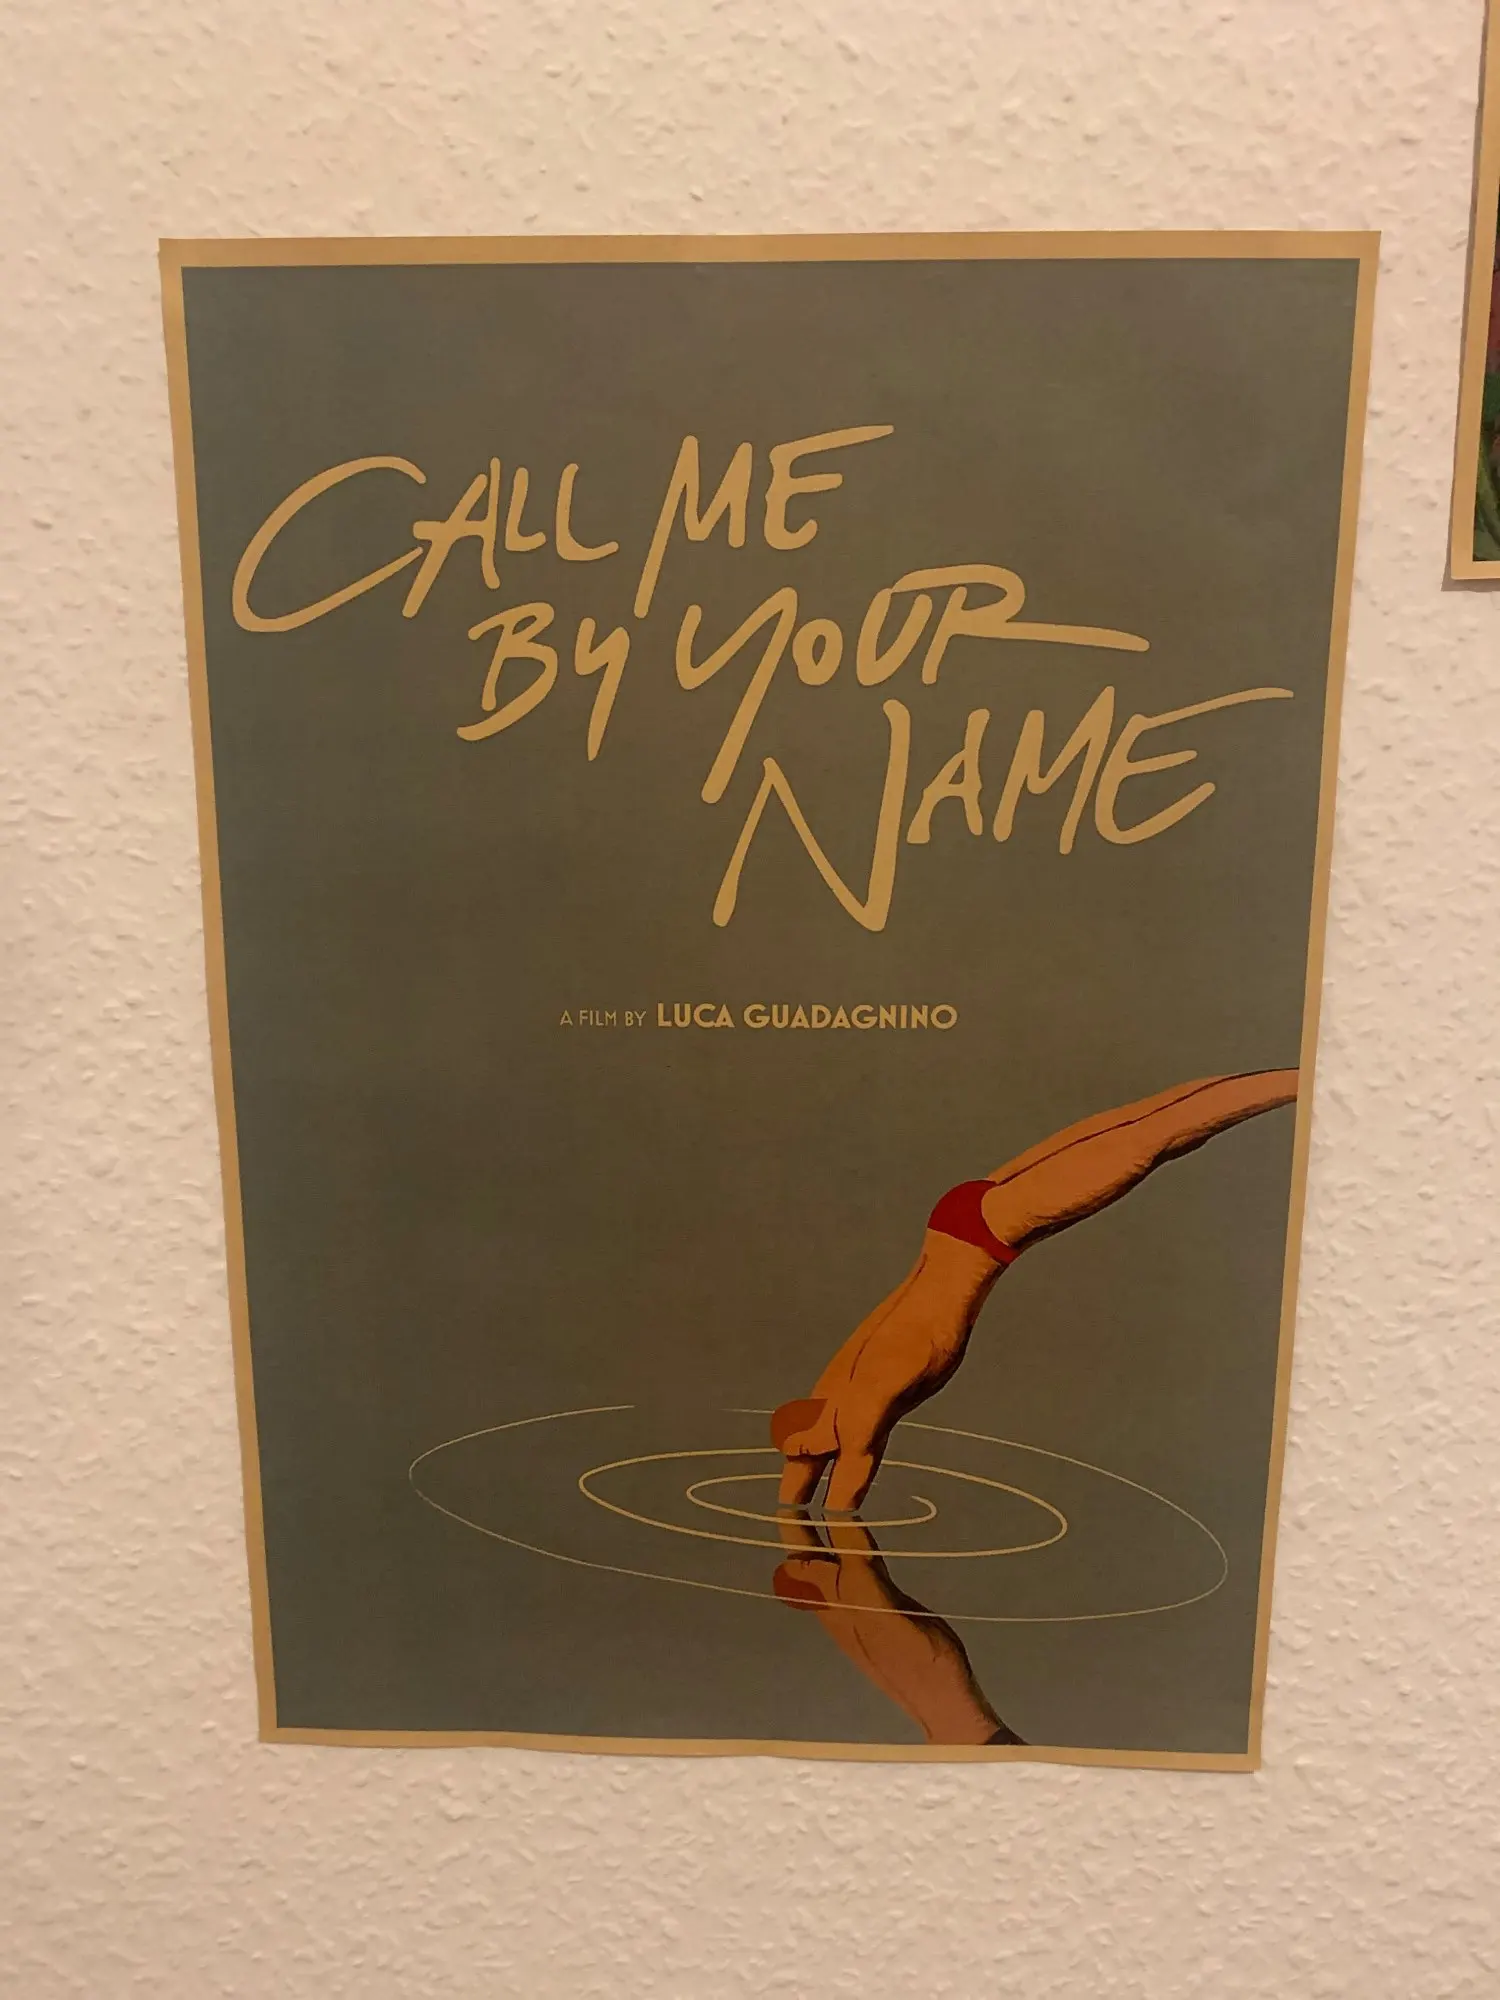 CALL ME
BY YOUR
NAME
A FILM BY LUCA GUADAGNINO